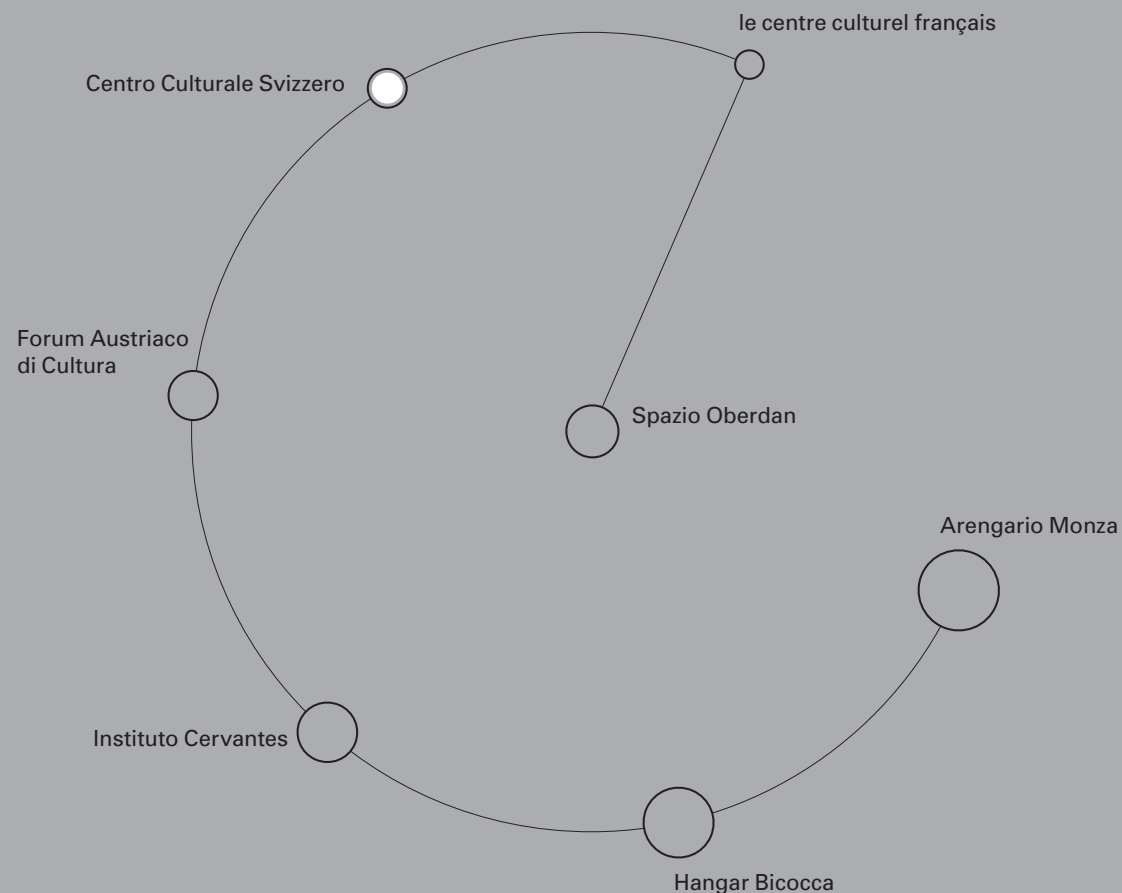 le centre culturel français
Centro Culturale Svizzero
Forum Austriaco
di Cultura
Spazio Oberdan
Arengario Monza
Instituto Cervantes
Hangar Bicocca